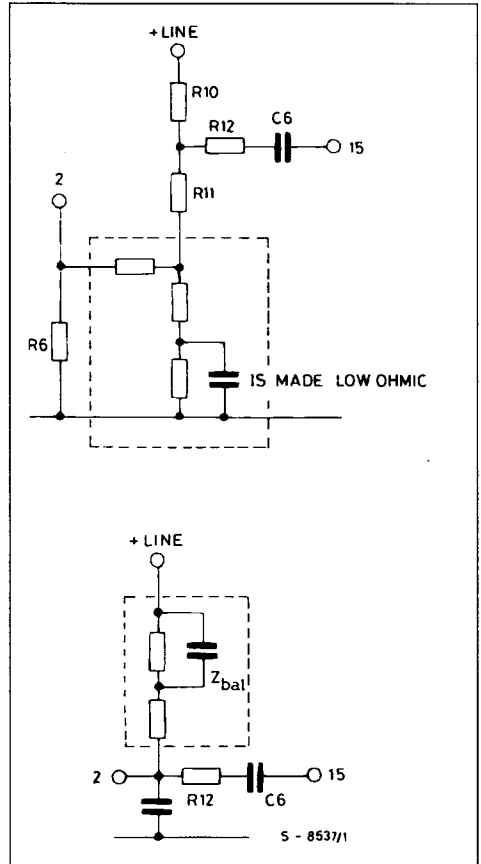 + LINE
R10
R12
C6
15
R11
2
R6
IS MADE LOW OHMIC
+ LINE
Zbal
2
R12
C6
15
S - 8537/1